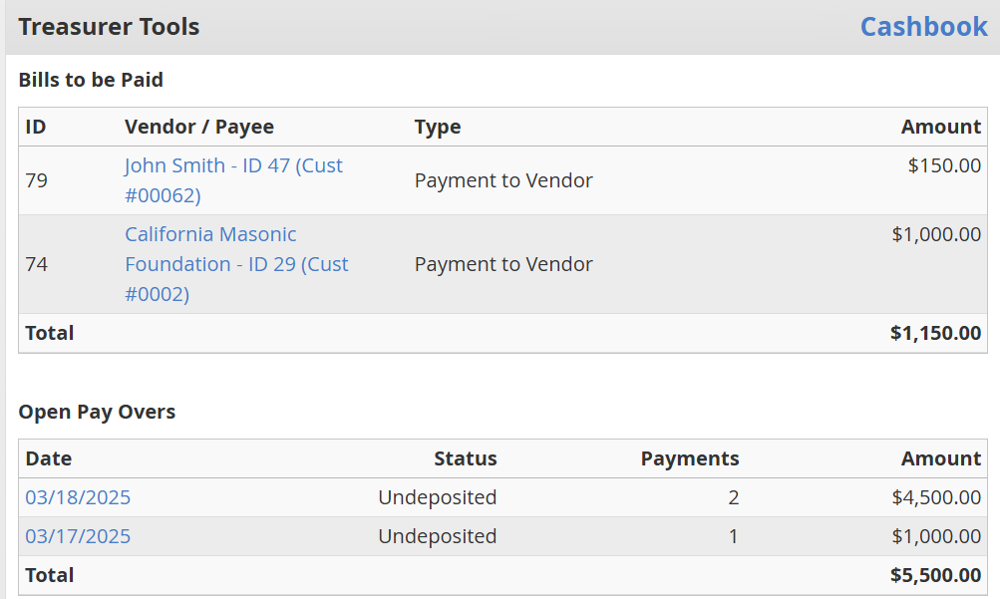 Treasurer Tools Cashbook
Bills to be Paid
ID Vendor / Payee Type Amount
79 John Smith - ID 47 (Cust #00062) Payment to Vendor $150.00
74 California Masonic Foundation - ID 29 (Cust #0002) Payment to Vendor $1,000.00
Total $1,150.00
Open Pay Overs
Date Status Payments Amount
03/18/2025 Undeposited 2 $4,500.00
03/17/2025 Undeposited 1 $1,000.00
Total $5,500.00